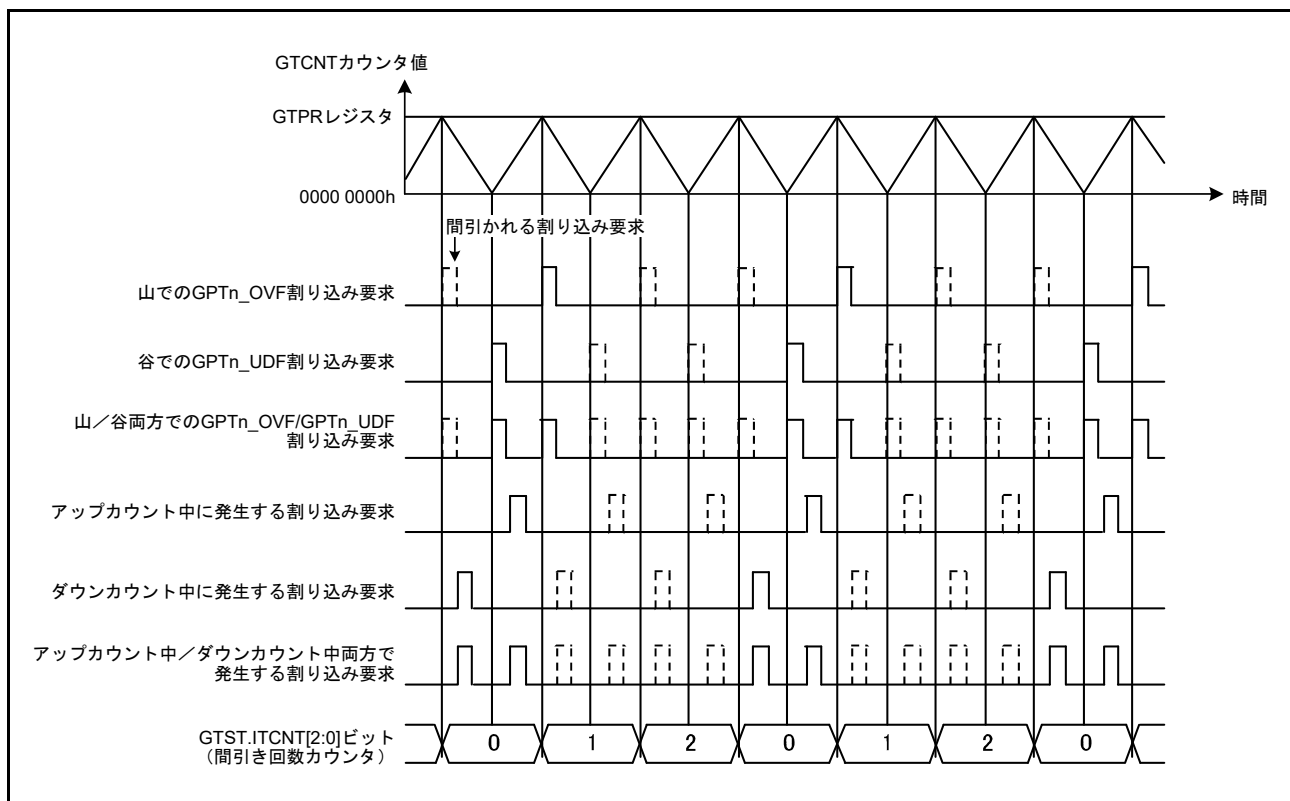 GTCNTカウンタ値
GTPRレジスタ
0000 0000h
時間
間引かれる割り込み要求
山でのGPTn_OVF割り込み要求
谷でのGPTn_UDF割り込み要求
山／谷両方でのGPTn_OVF/GPTn_UDF
割り込み要求
アップカウント中に発生する割り込み要求
ダウンカウント中に発生する割り込み要求
アップカウント中／ダウンカウント中両方で
発生する割り込み要求
GTST.ITCNT[2:0]ビット
（間引き回数カウンタ）
0 1 2 0 1 2 0